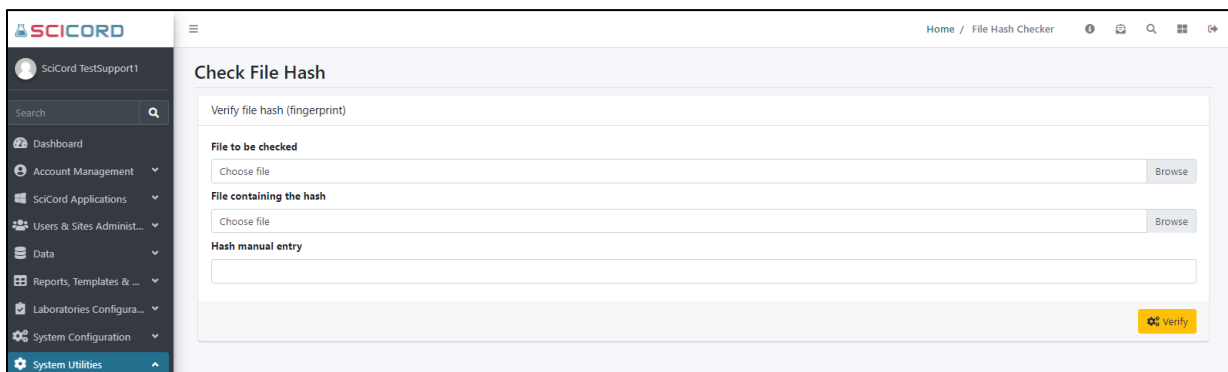 SCICORD
Home / File Hash Checker
SciCord TestSupport1
Check File Hash
Search
Verify file hash (fingerprint)
Dashboard
File to be checked
Account Management
Choose file Browse
SciCord Applications
File containing the hash
Users & Sites Administ...
Choose file Browse
Data
Hash manual entry
Reports, Templates & ...
Laboratories Configura...
System Configuration
Verify
System Utilities